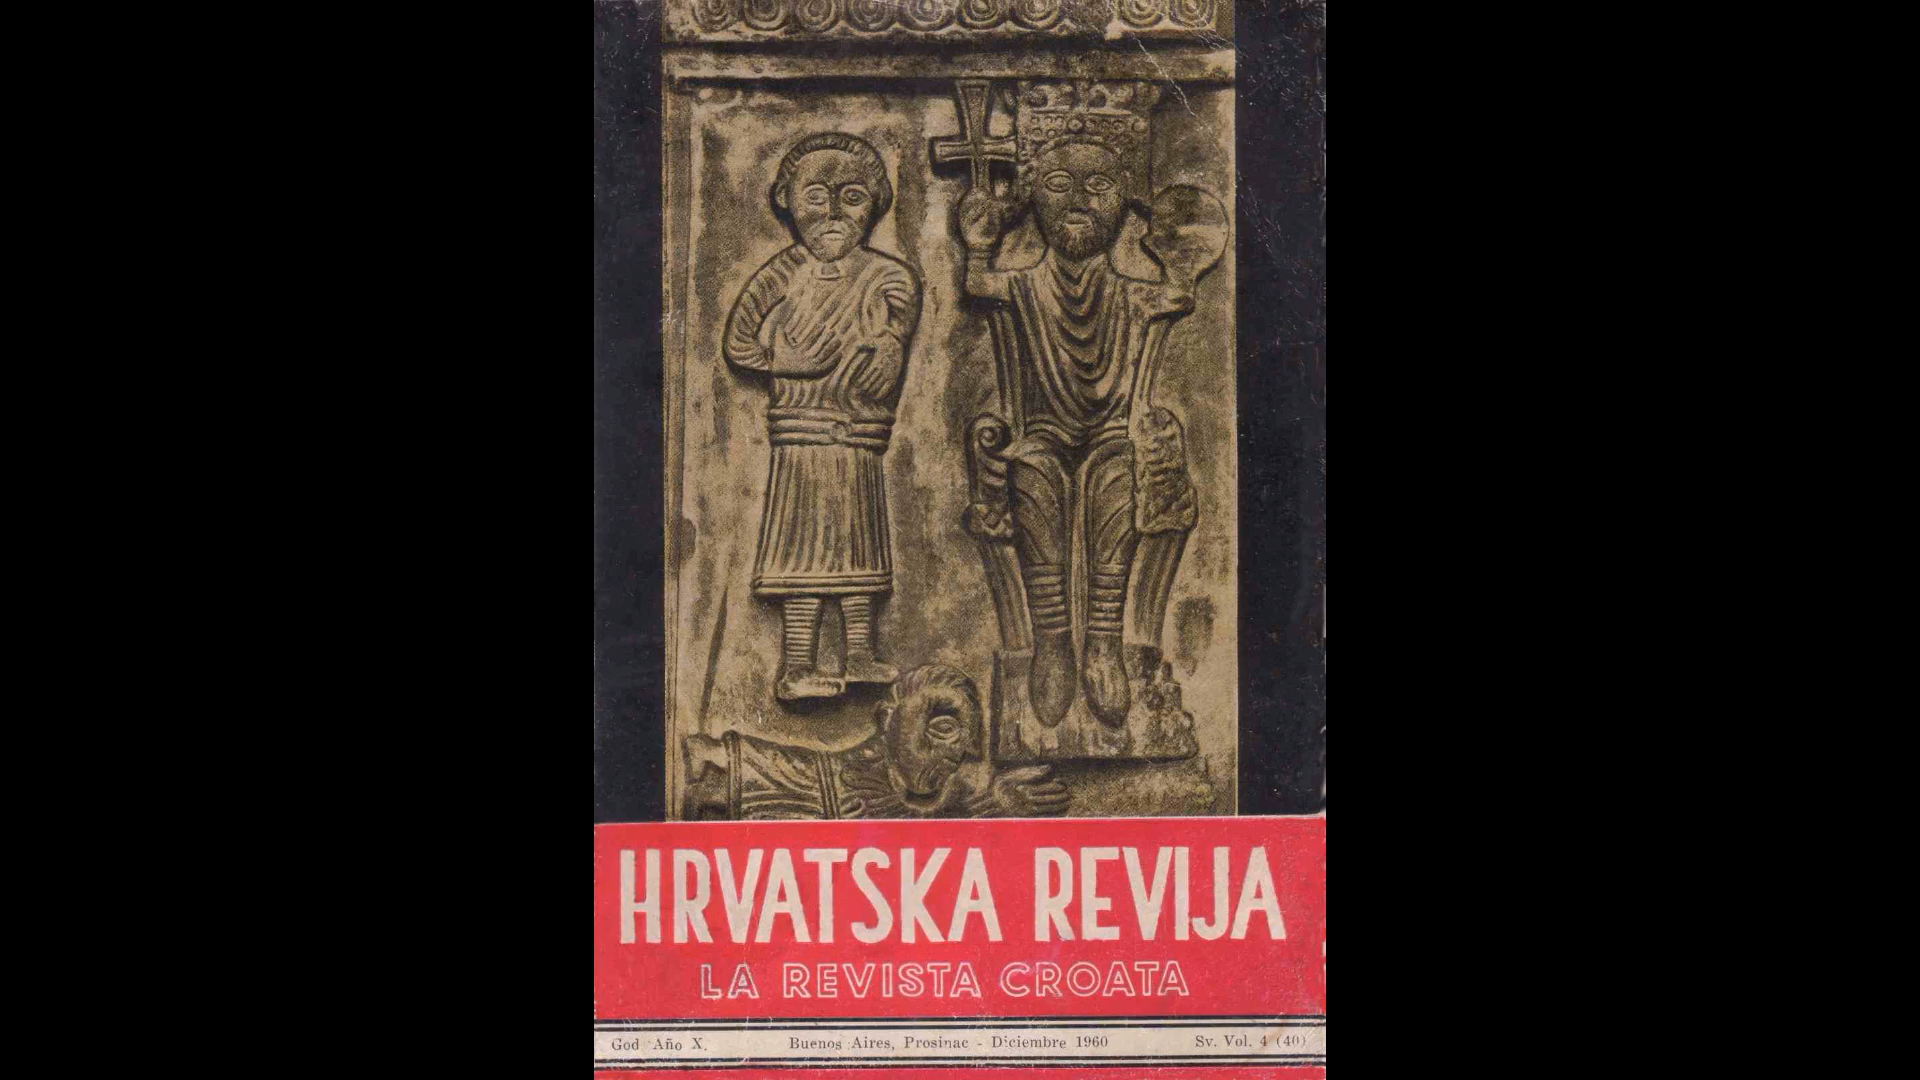 HRVATSKA REVIJA
LA REVISTA CROATA
God Año X. Buenos Aires, Prosinac - Diciembre 1960 Sv. Vol. 4 (40)